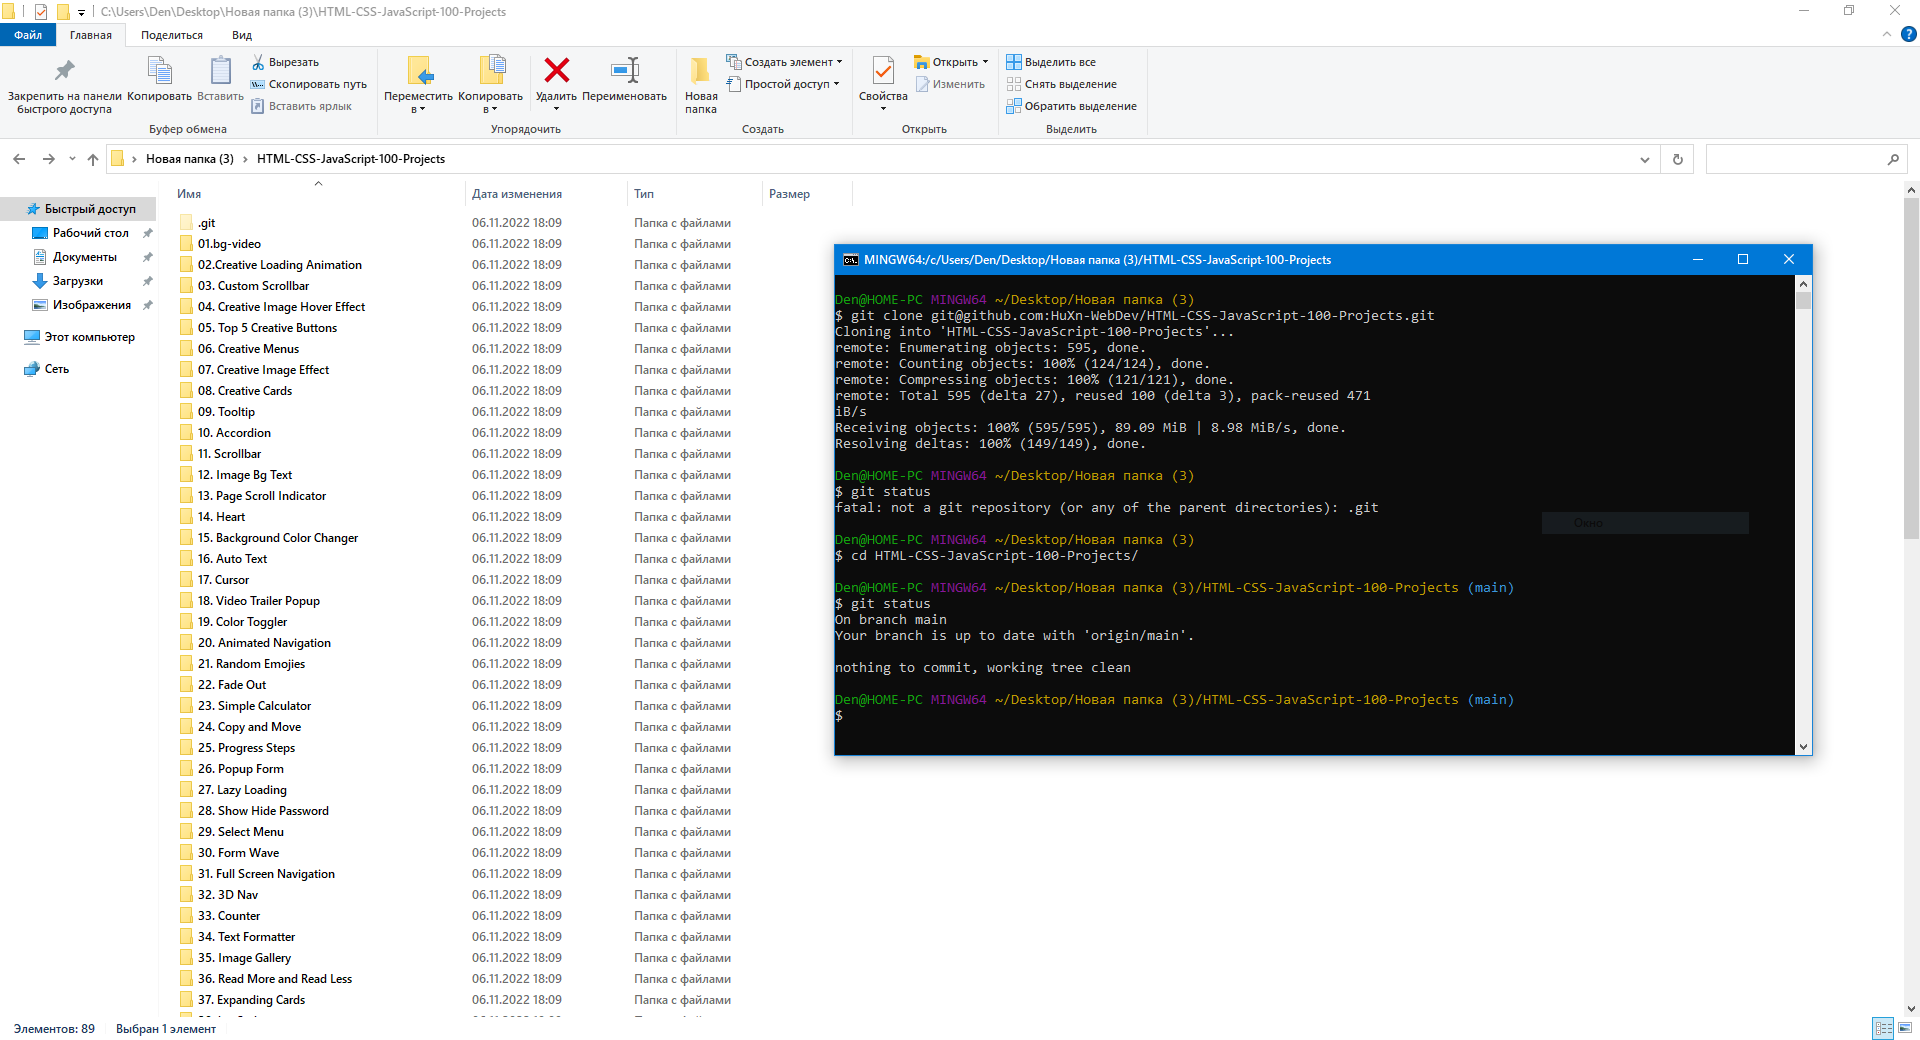 C:\Users\Den\Desktop\Новая папка (3)\HTML-CSS-JavaScript-100-Projects
Файл Главная Поделиться Вид
Закрепить на панели быстрого доступа
Копировать
Вставить
Вырезать
Скопировать путь
Вставить ярлык
Буфер обмена
Переместить в
Копировать в
Удалить
Переименовать
Упорядочить
Новая папка
Создать элемент
Простой доступ
Создать
Свойства
Открыть
Изменить
Открыть
Выделить все
Снять выделение
Обратить выделение
Выделить
Новая папка (3) › HTML-CSS-JavaScript-100-Projects
Быстрый доступ
Рабочий стол
Документы
Загрузки
Изображения
Этот компьютер
Сеть
Имя Дата изменения Тип Размер
.git 06.11.2022 18:09 Папка с файлами
01.bg-video 06.11.2022 18:09 Папка с файлами
02.Creative Loading Animation 06.11.2022 18:09 Папка с файлами
03. Custom Scrollbar 06.11.2022 18:09 Папка с файлами
04. Creative Image Hover Effect 06.11.2022 18:09 Папка с файлами
05. Top 5 Creative Buttons 06.11.2022 18:09 Папка с файлами
06. Creative Menus 06.11.2022 18:09 Папка с файлами
07. Creative Image Effect 06.11.2022 18:09 Папка с файлами
08. Creative Cards 06.11.2022 18:09 Папка с файлами
09. Tooltip 06.11.2022 18:09 Папка с файлами
10. Accordion 06.11.2022 18:09 Папка с файлами
11. Scrollbar 06.11.2022 18:09 Папка с файлами
12. Image Bg Text 06.11.2022 18:09 Папка с файлами
13. Page Scroll Indicator 06.11.2022 18:09 Папка с файлами
14. Heart 06.11.2022 18:09 Папка с файлами
15. Background Color Changer 06.11.2022 18:09 Папка с файлами
16. Auto Text 06.11.2022 18:09 Папка с файлами
17. Cursor 06.11.2022 18:09 Папка с файлами
18. Video Trailer Popup 06.11.2022 18:09 Папка с файлами
19. Color Toggler 06.11.2022 18:09 Папка с файлами
20. Animated Navigation 06.11.2022 18:09 Папка с файлами
21. Random Emojies 06.11.2022 18:09 Папка с файлами
22. Fade Out 06.11.2022 18:09 Папка с файлами
23. Simple Calculator 06.11.2022 18:09 Папка с файлами
24. Copy and Move 06.11.2022 18:09 Папка с файлами
25. Progress Steps 06.11.2022 18:09 Папка с файлами
26. Popup Form 06.11.2022 18:09 Папка с файлами
27. Lazy Loading 06.11.2022 18:09 Папка с файлами
28. Show Hide Password 06.11.2022 18:09 Папка с файлами
29. Select Menu 06.11.2022 18:09 Папка с файлами
30. Form Wave 06.11.2022 18:09 Папка с файлами
31. Full Screen Navigation 06.11.2022 18:09 Папка с файлами
32. 3D Nav 06.11.2022 18:09 Папка с файлами
33. Counter 06.11.2022 18:09 Папка с файлами
34. Text Formatter 06.11.2022 18:09 Папка с файлами
35. Image Gallery 06.11.2022 18:09 Папка с файлами
36. Read More and Read Less 06.11.2022 18:09 Папка с файлами
37. Expanding Cards 06.11.2022 18:09 Папка с файлами
MINGW64:/c/Users/Den/Desktop/Новая папка (3)/HTML-CSS-JavaScript-100-Projects
Den@HOME-PC MINGW64 ~/Desktop/Новая папка (3)
$ git clone git@github.com:HuXn-WebDev/HTML-CSS-JavaScript-100-Projects.git
Cloning into 'HTML-CSS-JavaScript-100-Projects'...
remote: Enumerating objects: 595, done.
remote: Counting objects: 100% (124/124), done.
remote: Compressing objects: 100% (121/121), done.
remote: Total 595 (delta 27), reused 100 (delta 3), pack-reused 471
iB/s
Receiving objects: 100% (595/595), 89.09 MiB | 8.98 MiB/s, done.
Resolving deltas: 100% (149/149), done.
Den@HOME-PC MINGW64 ~/Desktop/Новая папка (3)
$ git status
fatal: not a git repository (or any of the parent directories): .git
Окно
Den@HOME-PC MINGW64 ~/Desktop/Новая папка (3)
$ cd HTML-CSS-JavaScript-100-Projects/
Den@HOME-PC MINGW64 ~/Desktop/Новая папка (3)/HTML-CSS-JavaScript-100-Projects (main)
$ git status
On branch main
Your branch is up to date with 'origin/main'.
nothing to commit, working tree clean
Den@HOME-PC MINGW64 ~/Desktop/Новая папка (3)/HTML-CSS-JavaScript-100-Projects (main)
$
Элементов: 89 Выбран 1 элемент